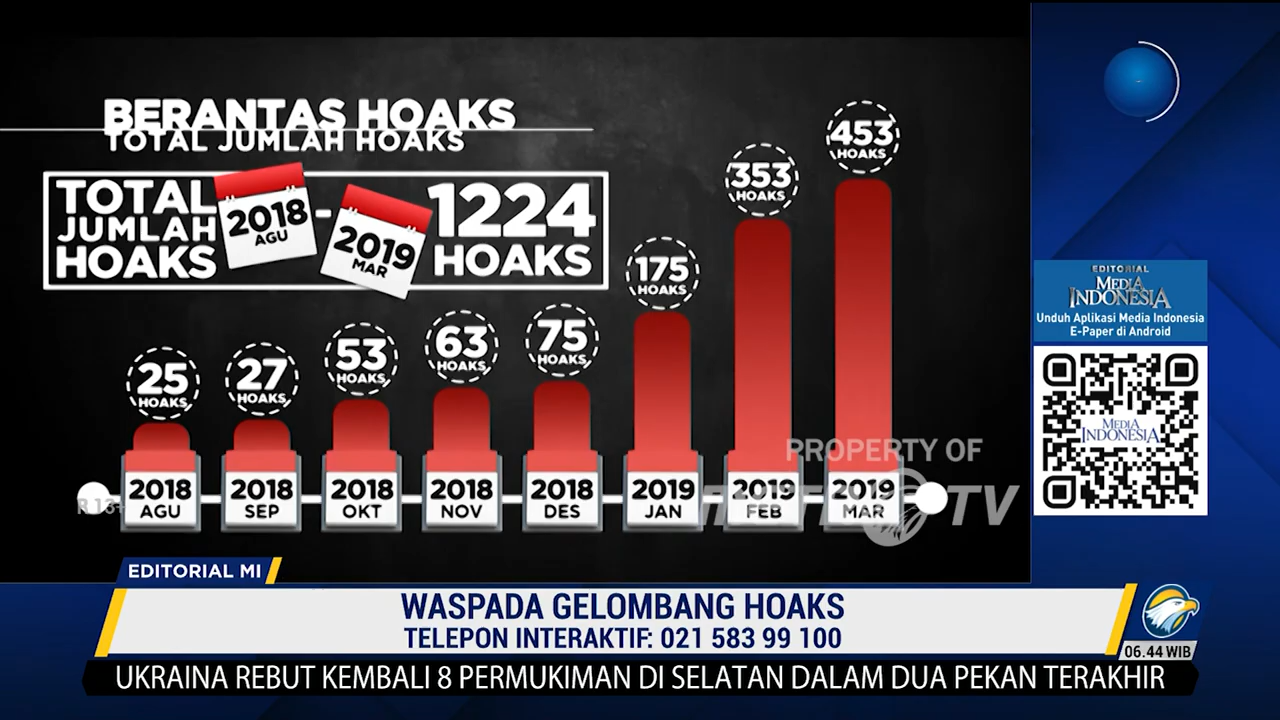 BERANTAS HOAKS
TOTAL JUMLAH HOAKS
TOTAL JUMLAH HOAKS
2018 AGU
-
2019 MAR
1224 HOAKS
25 HOAKS
27 HOAKS
53 HOAKS
63 HOAKS
75 HOAKS
175 HOAKS
353 HOAKS
453 HOAKS
2018 AGU
2018 SEP
2018 OKT
2018 NOV
2018 DES
2019 JAN
2019 FEB
2019 MAR
R13+
PROPERTY OF
TV
EDITORIAL
MEDIA
INDONESIA
Unduh Aplikasi Media Indonesia
E-Paper di Android
MEDIA
INDONESIA
EDITORIAL MI
WASPADA GELOMBANG HOAKS
TELEPON INTERAKTIF: 021 583 99 100
06.44 WIB
UKRAINA REBUT KEMBALI 8 PERMUKIMAN DI SELATAN DALAM DUA PEKAN TERAKHIR